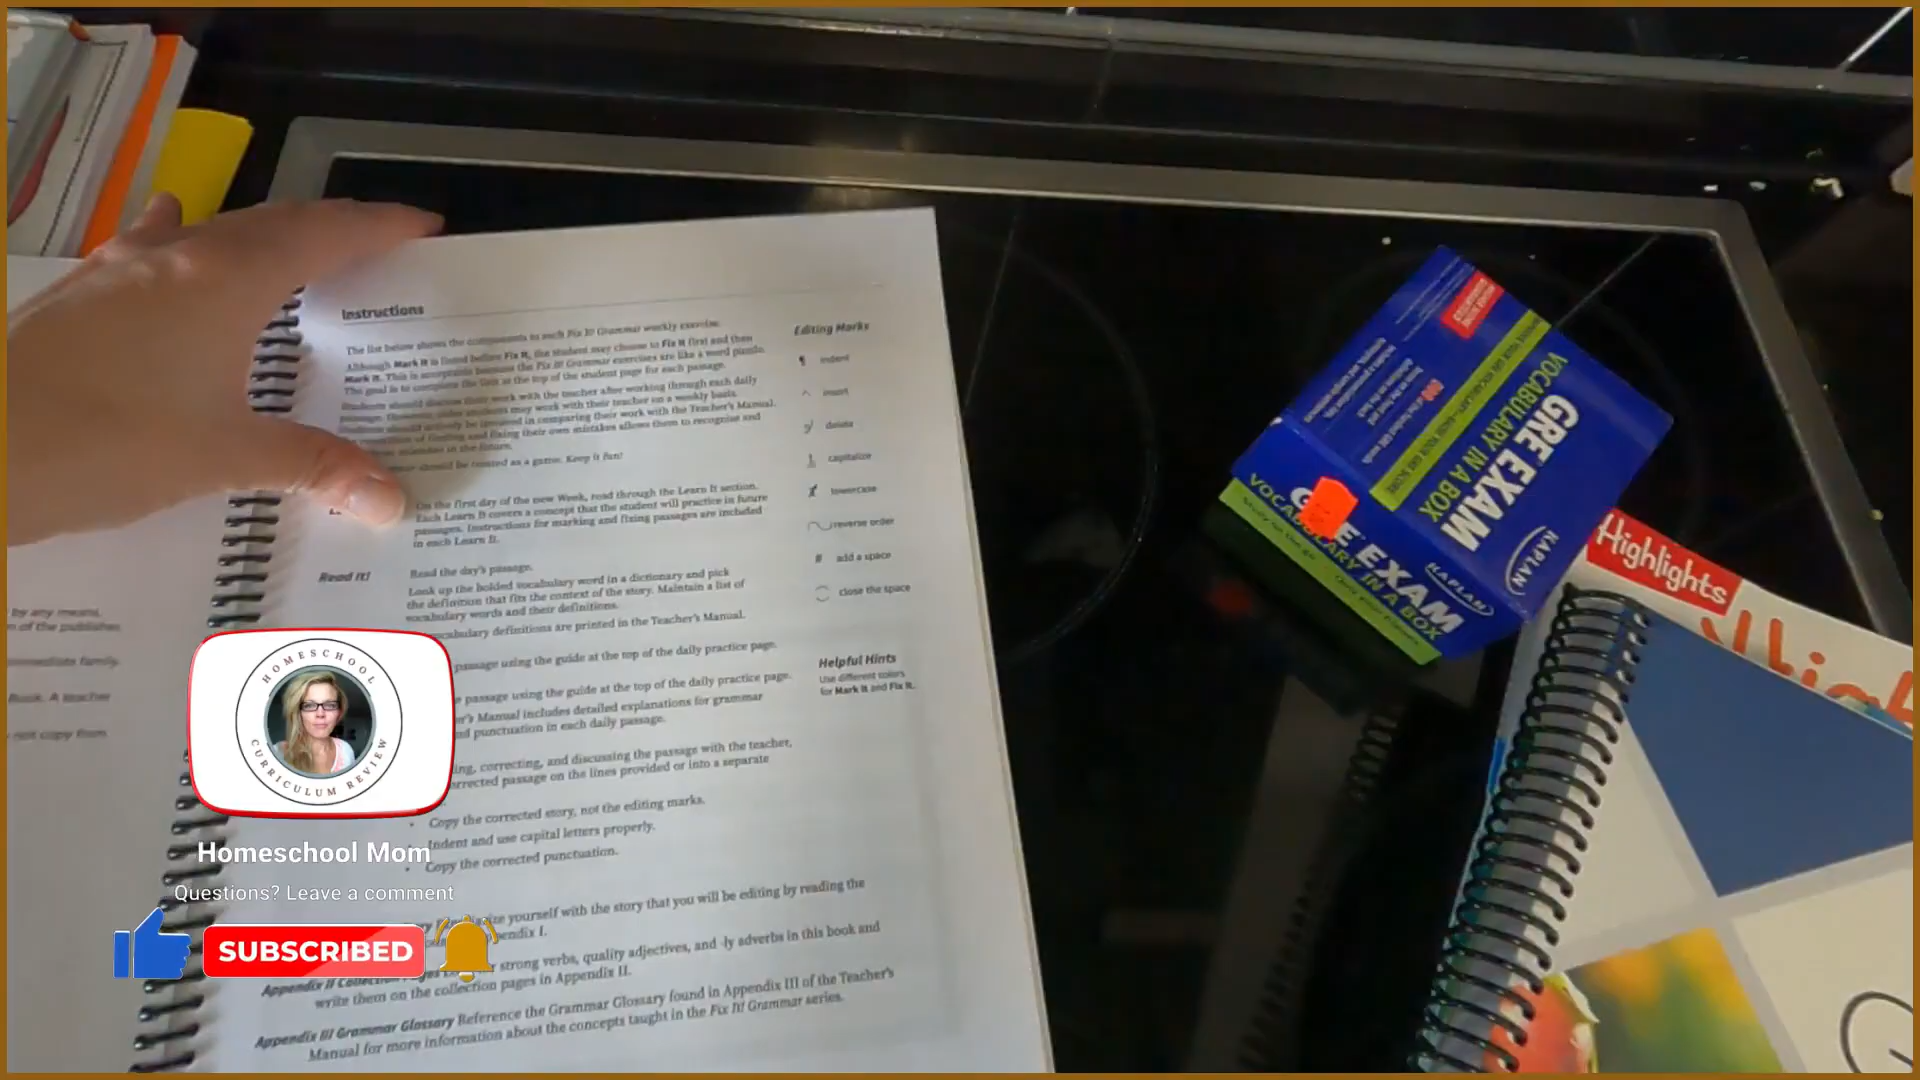 Instructions
The list below shows the components to each Fix It! Grammar weekly exercise.
Although Mark It is listed before Fix It, the student may choose to Fix It first and then
Mark It. This is acceptable because the Fix It! Grammar exercises are like a word puzzle.
The goal is to complete the lists at the top of the student page for each passage.
Students should discuss their work with the teacher after working through each daily
passage. However, older students may work with their teacher on a weekly basis.
Students should actively be involved in comparing their work with the Teacher's Manual.
of finding and fixing their own mistakes allows them to recognize and
mistakes in the future.
should be treated as a game. Keep it fun!
On the first day of the new Week, read through the Learn It section.
Each Learn It covers a concept that the student will practice in future
passages. Instructions for marking and fixing passages are included
in each Learn It.
Read It!
Read the day's passage.
Look up the bolded vocabulary word in a dictionary and pick
the definition that fits the context of the story. Maintain a list of
vocabulary words and their definitions.
vocabulary definitions are printed in the Teacher's Manual.
passage using the guide at the top of the daily practice page.
passage using the guide at the top of the daily practice page.
Manual includes detailed explanations for grammar
punctuation in each daily passage.
correcting, and discussing the passage with the teacher,
corrected passage on the lines provided or into a separate
• Copy the corrected story, not the editing marks.
• Indent and use capital letters properly.
• Copy the corrected punctuation.
yourself with the story that you will be editing by reading the
Appendix I.
Appendix II Collection Pages
strong verbs, quality adjectives, and -ly adverbs in this book and
write them on the collection pages in Appendix II.
Appendix III Grammar Glossary Reference the Grammar Glossary found in Appendix III of the Teacher's
Manual for more information about the concepts taught in the Fix It! Grammar series.
Editing Marks
¶ indent
^ insert
delete
capitalize
lowercase
reverse order
# add a space
close the space
Helpful Hints
Use different colors
for Mark It and Fix It.
by any means,
of the publisher,
immediate family.
Book. A teacher
not copy from
GRE EXAM
VOCABULARY IN A BOX
KAPLAN
EXAM
VOCABULARY IN A BOX
KAPLAN
Highlights
HOMESCHOOL
CURRICULUM REVIEW
Homeschool Mom
Questions? Leave a comment
SUBSCRIBED